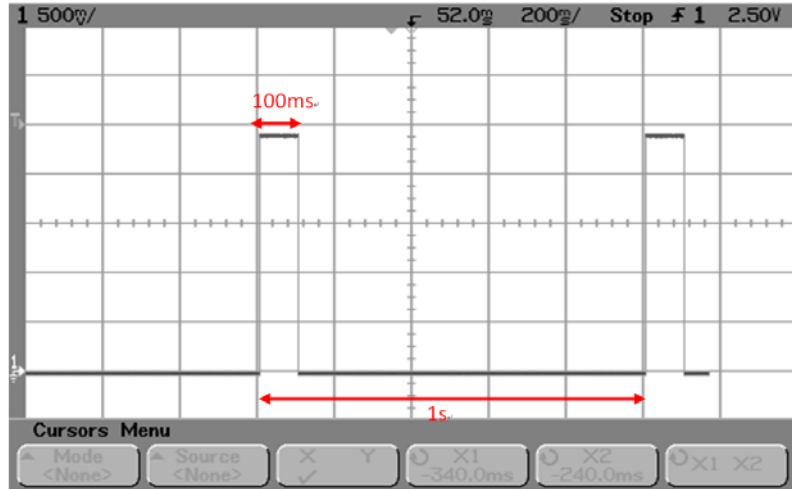 1 500mV/ 52.0ms 200ms/ Stop 1 2.50V
100ms
T
1
1s
Cursors Menu
Mode Source X Y X1 X2 X1 X2
<None> <None> -340.0ms -240.0ms